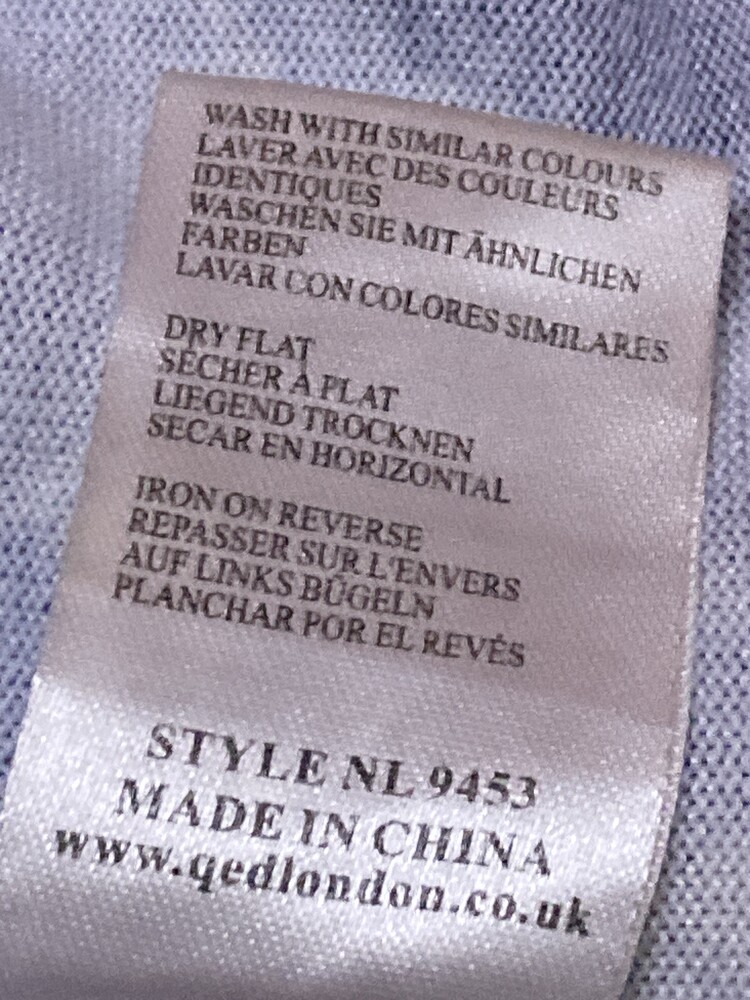 WASH WITH SIMILAR COLOURS
LAVER AVEC DES COULEURS
IDENTIQUES
WASCHEN SIE MIT ÄHNLICHEN
FARBEN
LAVAR CON COLORES SIMILARES
DRY FLAT
SÉCHER À PLAT
LIEGEND TROCKNEN
SECAR EN HORIZONTAL
IRON ON REVERSE
REPASSER SUR L'ENVERS
AUF LINKS BÜGELN
PLANCHAR POR EL REVÉS
STYLE NL 9453
MADE IN CHINA
www.qedlondon.co.uk